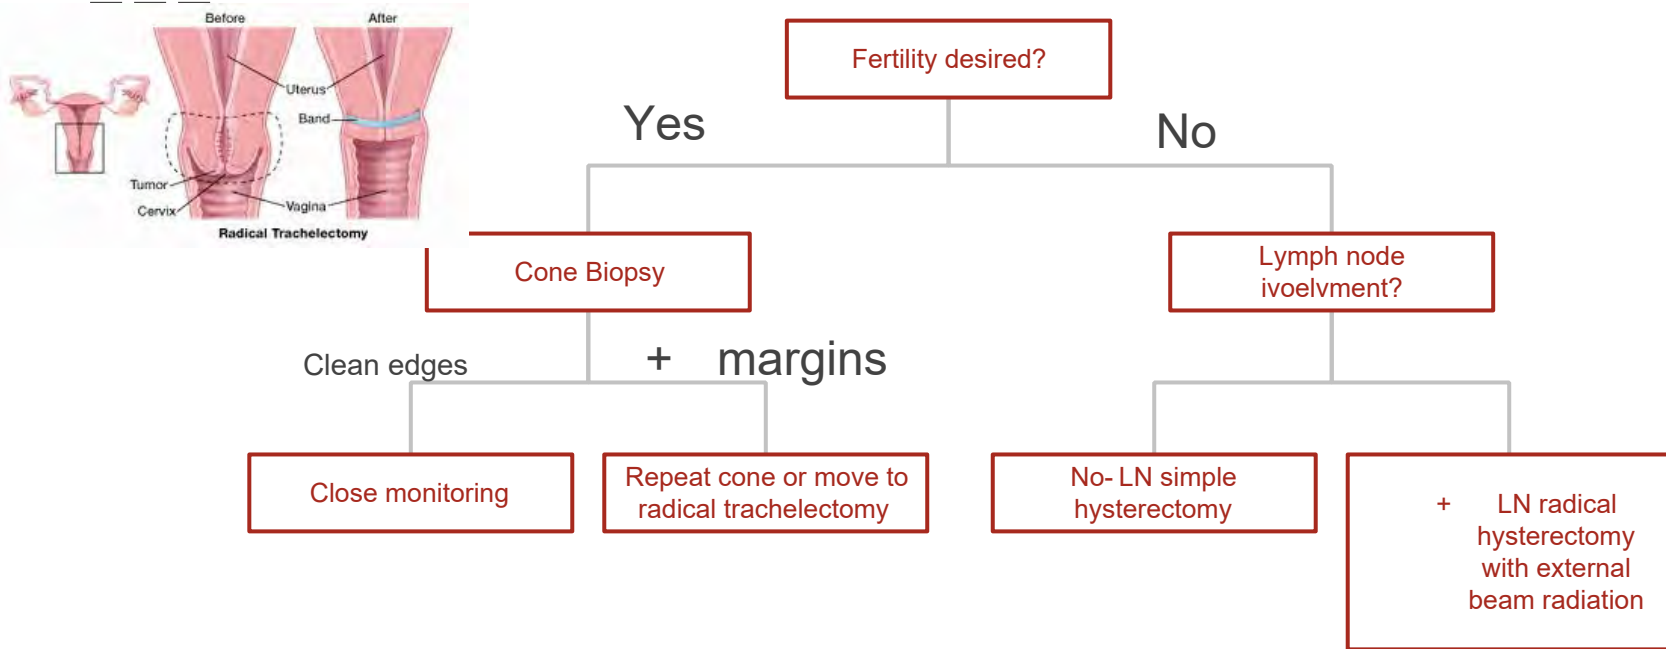 Before
After
Uterus
Band
Tumor
Cervix
Vagina
Radical Trachelectomy
Fertility desired?
Yes
No
Cone Biopsy
Lymph node
ivoelvment?
Clean edges
+ margins
Close monitoring
Repeat cone or move to
radical trachelectomy
No- LN simple
hysterectomy
+ LN radical
hysterectomy
with external
beam radiation